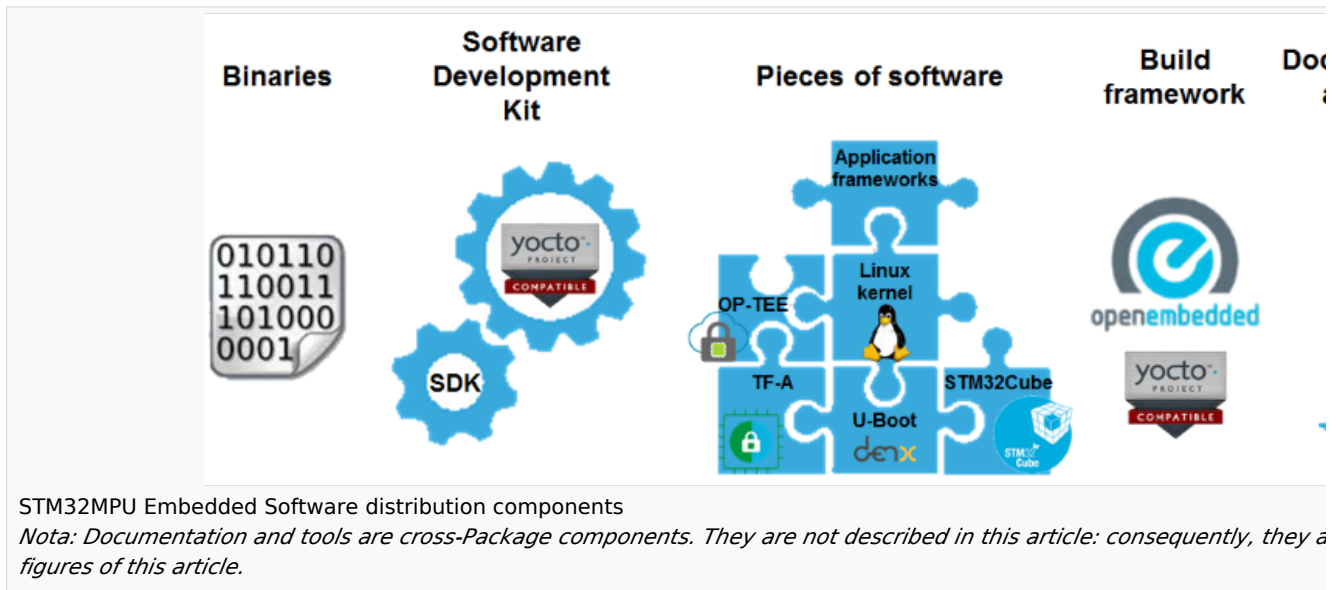 Binaries
Software
Development
Kit
Pieces of software
Build
framework
010110
110011
101000
0001
yocto
PROJECT
COMPATIBLE
SDK
Application
frameworks
Linux
kernel
OP-TEE
TF-A
U-Boot
denx
STM32Cube
STM32
Cube
openembedded
yocto
PROJECT
COMPATIBLE
STM32MPU Embedded Software distribution components
Nota: Documentation and tools are cross-Package components. They are not described in this article: consequently, they
figures of this article.